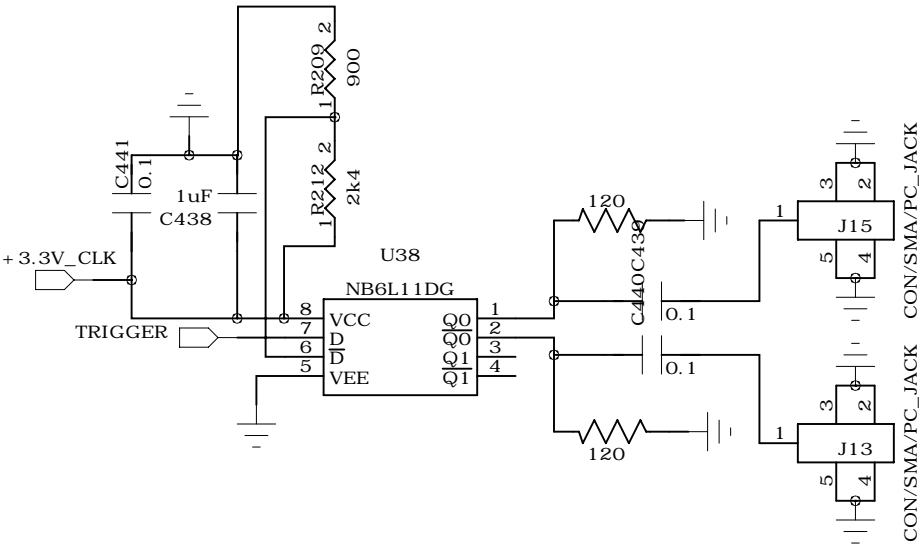 2
R209
900
1
C441
0.1
2
R212
2k4
1
1uF
C438
+3.3V_CLK
TRIGGER
U38
NB6L11DG
8
VCC
7
D
6
D
5
VEE
1
Q0
2
Q0
3
Q1
4
Q1
120
C440
C439
0.1
0.1
120
1
3
2
J15
5
4
CON/SMA/PC_JACK
1
3
2
J13
5
4
CON/SMA/PC_JACK